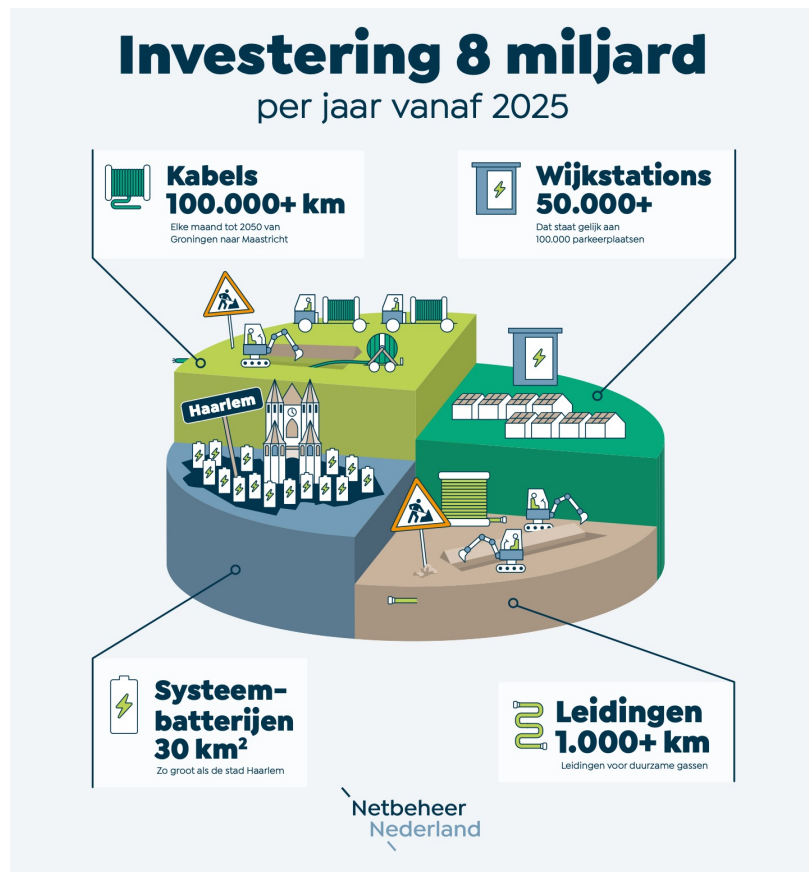 Investering 8 miljard
per jaar vanaf 2025
Kabels
100.000+ km
Elke maand tot 2050 van
Groningen naar Maastricht
Wijkstations
50.000+
Dat staat gelijk aan
100.000 parkeerplaatsen
Haarlem
Systeem-
batterijen
30 km²
Zo groot als de stad Haarlem
Leidingen
1.000+ km
Leidingen voor duurzame gassen
Netbeheer
Nederland